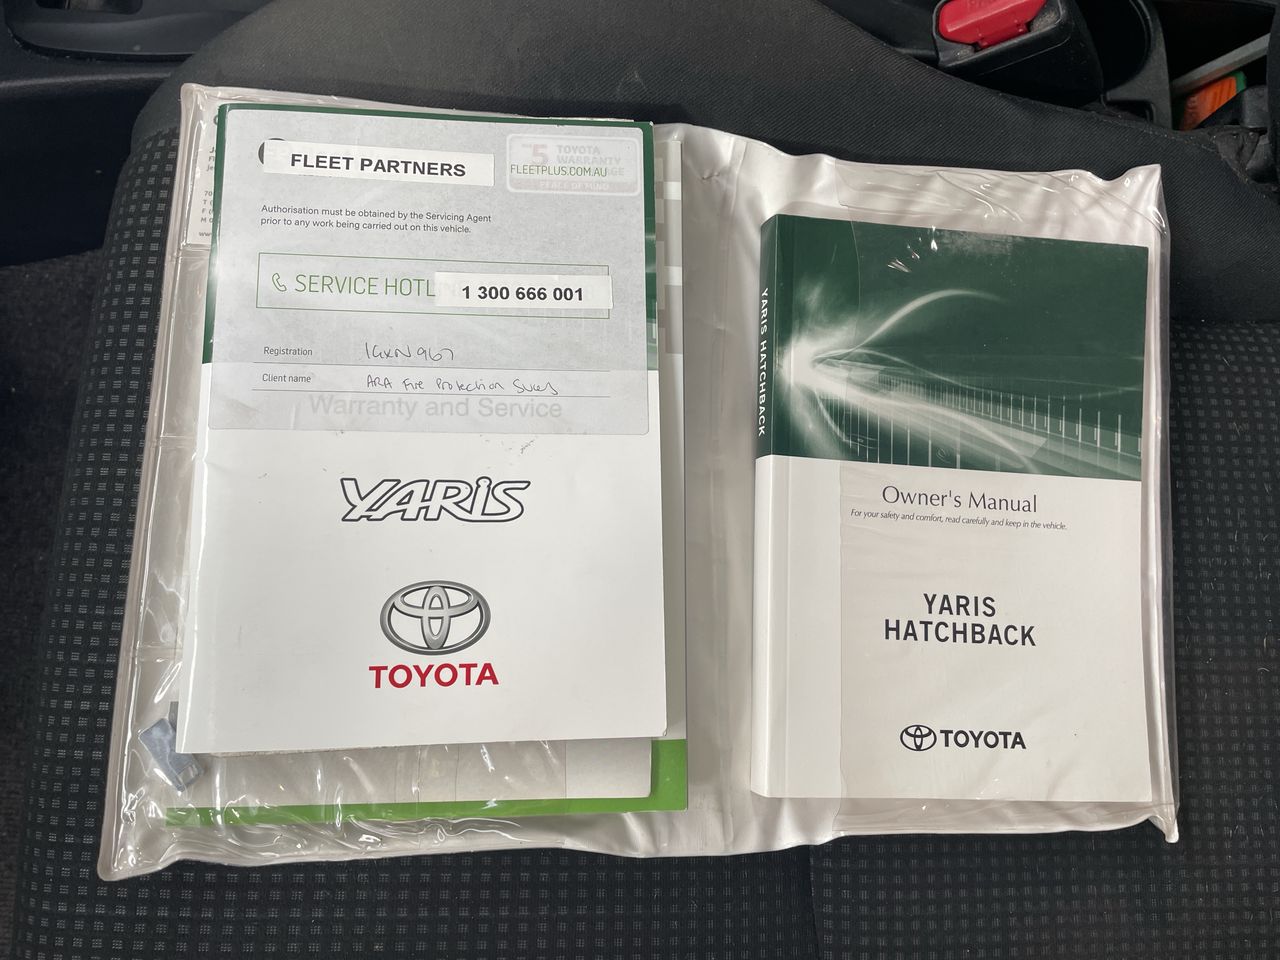 FLEET PARTNERS
5 TOYOTA
WARRANTY
FLEETPLUS.COM.AU
PEACE OF MIND
Authorisation must be obtained by the Servicing Agent
prior to any work being carried out on this vehicle.
SERVICE HOTL
1 300 666 001
Registration 1GXN967
Client name ARA Fire Protection
Warranty and Service
YARIS
TOYOTA
YARIS HATCHBACK
Owner's Manual
For your safety and comfort, read carefully and keep in the vehicle.
YARIS
HATCHBACK
TOYOTA